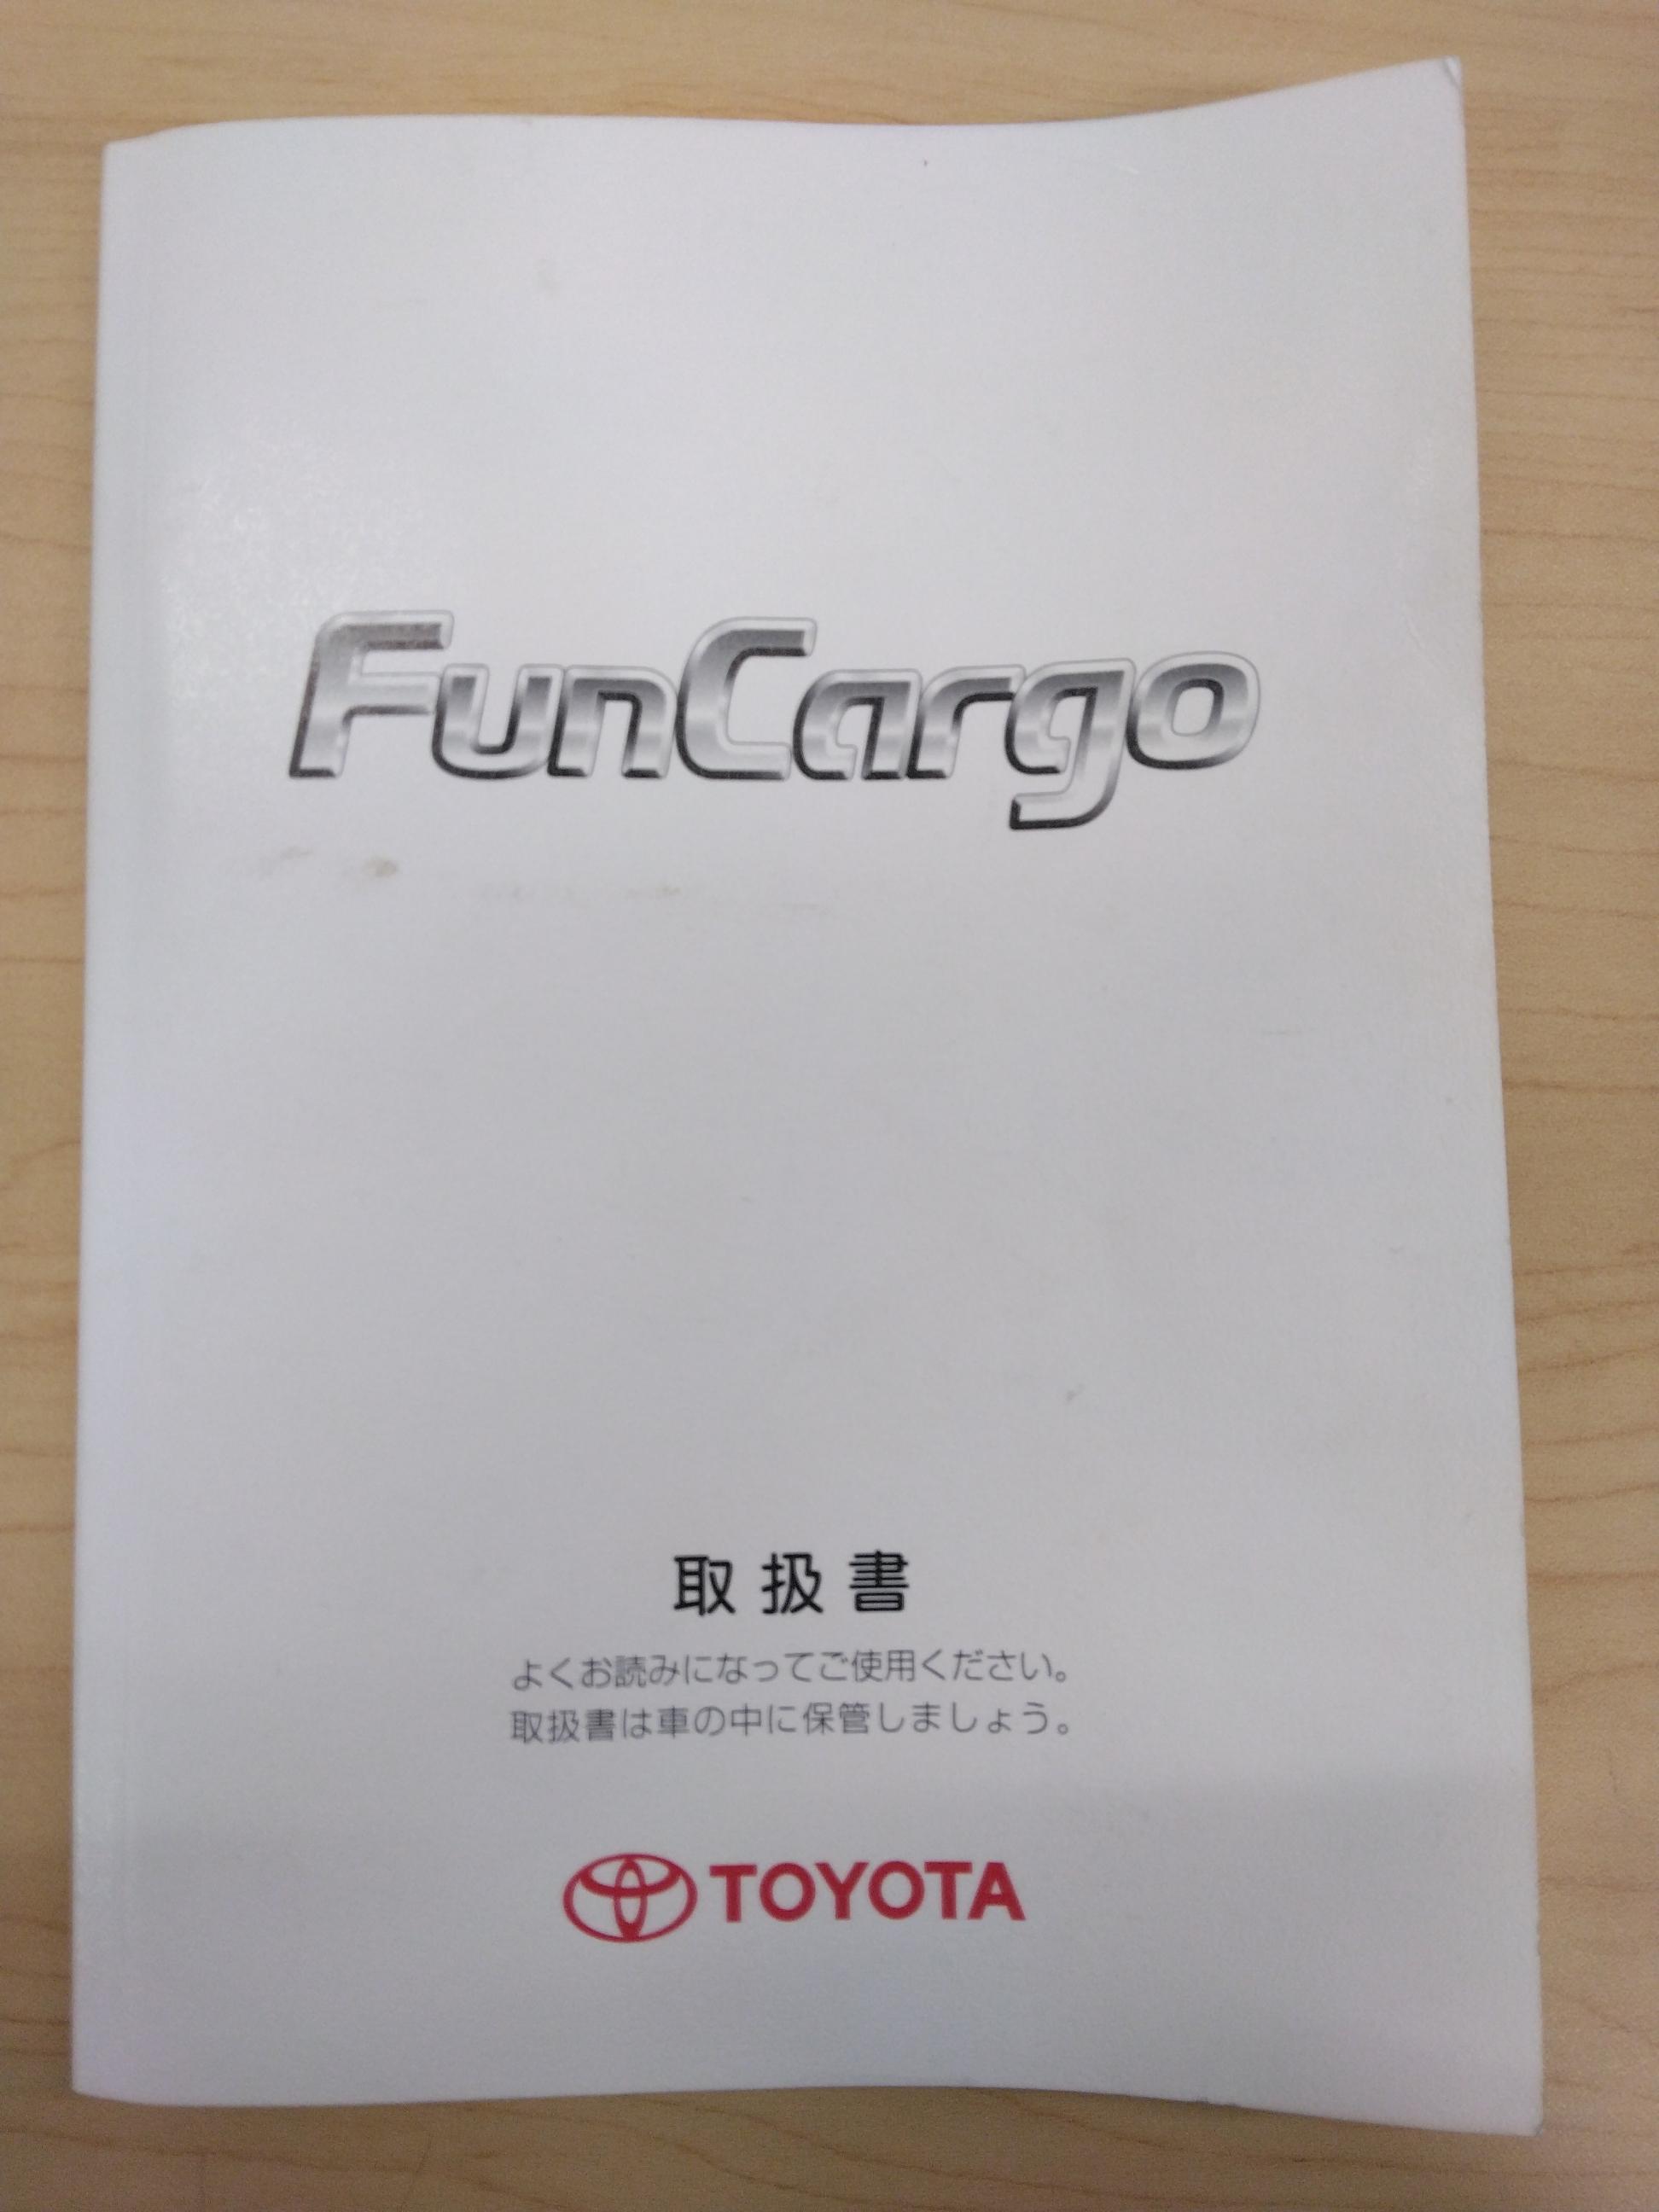 FunCargo
取扱書
よくお読みになってご使用ください。
取扱書は車の中に保管しましょう。
TOYOTA